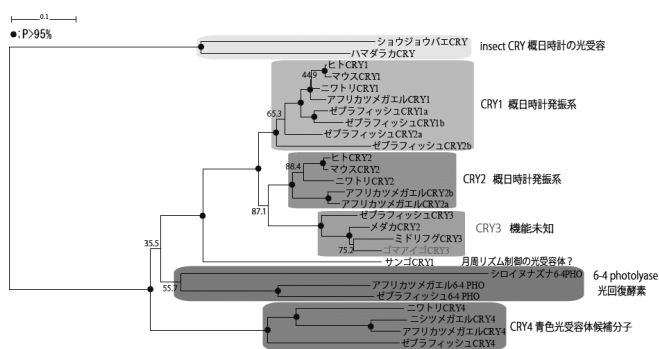 0.1
●:P>95%
ショウジョウバエCRY
ハマダラカCRY
insect CRY 概日時計の光受容
ヒトCRY1
44.9
マウスCRY1
ニワトリCRY1
アフリカツメガエルCRY1
CRY1 概日時計発振系
65.3
ゼブラフィッシュCRY1a
ゼブラフィッシュCRY1b
ゼブラフィッシュCRY2a
ゼブラフィッシュCRY2b
ヒトCRY2
88.4
マウスCRY2
ニワトリCRY2
CRY2 概日時計発振系
アフリカツメガエルCRY2b
アフリカツメガエルCRY2a
87.1
ゼブラフィッシュCRY3
メダカCRY2
CRY3 機能未知
ミドリフグCRY3
75.2
ゴマアイゴCRY3
35.5
サンゴCRY1
月周リズム制御の光受容体？
シロイヌナズナ6-4PHO
6-4 photolyase
55.7
アフリカツメガエル6-4 PHO
光回復酵素
ゼブラフィッシュ6-4 PHO
ニワトリCRY4
ニシツメガエルCRY4
CRY4 青色光受容体候補分子
アフリカツメガエルCRY4
ゼブラフィッシュCRY4